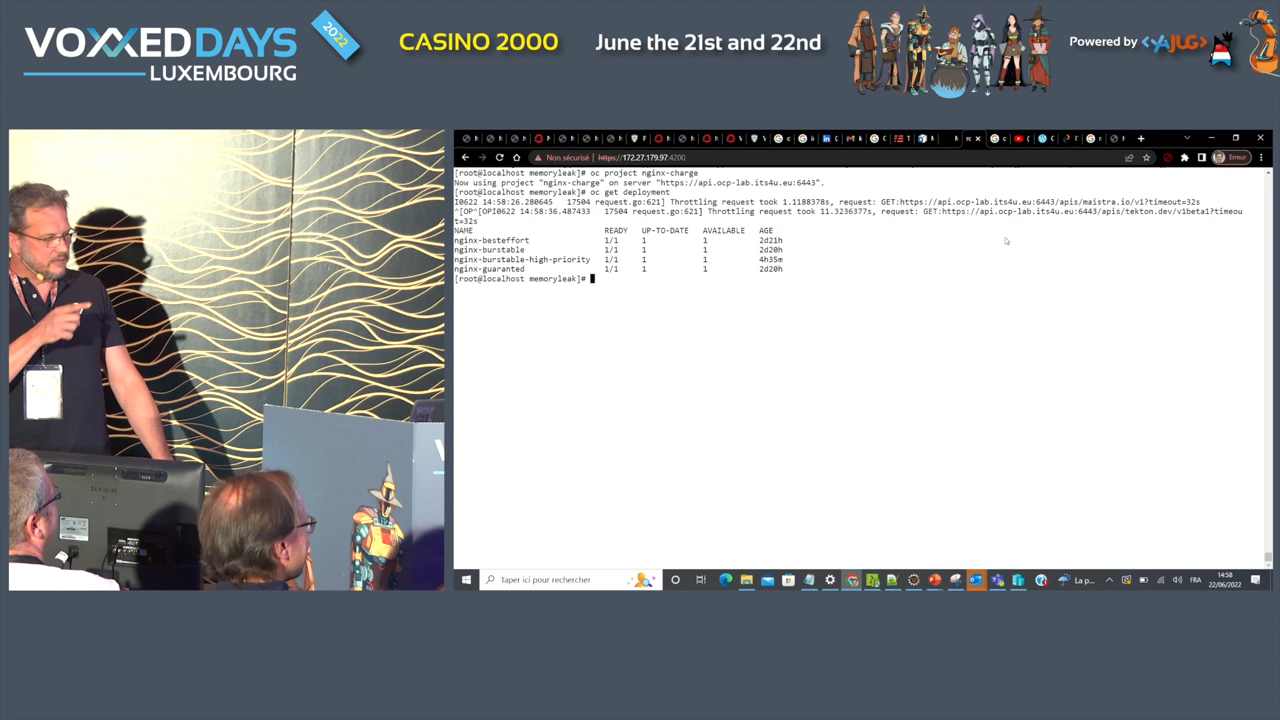 VOXXED DAYS
LUXEMBOURG
2022
CASINO 2000
June the 21st and 22nd
Powered by <YAJUG>
Non sécurisé https://172.27.179.97:4200
Erreur
[root@localhost memoryleak]# oc project nginx-charge
Now using project "nginx-charge" on server "https://api.ocp-lab.its4u.eu:6443".
[root@localhost memoryleak]# oc get deployment
I0622 14:58:26.280645 17504 request.go:621] Throttling request took 1.1188378s, request: GET:https://api.ocp-lab.its4u.eu:6443/apis/maistra.io/v1?timeout=32s
^[OP^[OPI0622 14:58:36.487433 17504 request.go:621] Throttling request took 11.3236377s, request: GET:https://api.ocp-lab.its4u.eu:6443/apis/tekton.dev/v1beta1?timeou
t=32s
NAME READY UP-TO-DATE AVAILABLE AGE
nginx-besteffort 1/1 1 1 2d21h
nginx-burstable 1/1 1 1 2d20h
nginx-burstable-high-priority 1/1 1 1 4h35m
nginx-guaranted 1/1 1 1 2d20h
[root@localhost memoryleak]#
SAMSUNG
Taper ici pour rechercher
La p...
FRA
14:58
22/06/2022